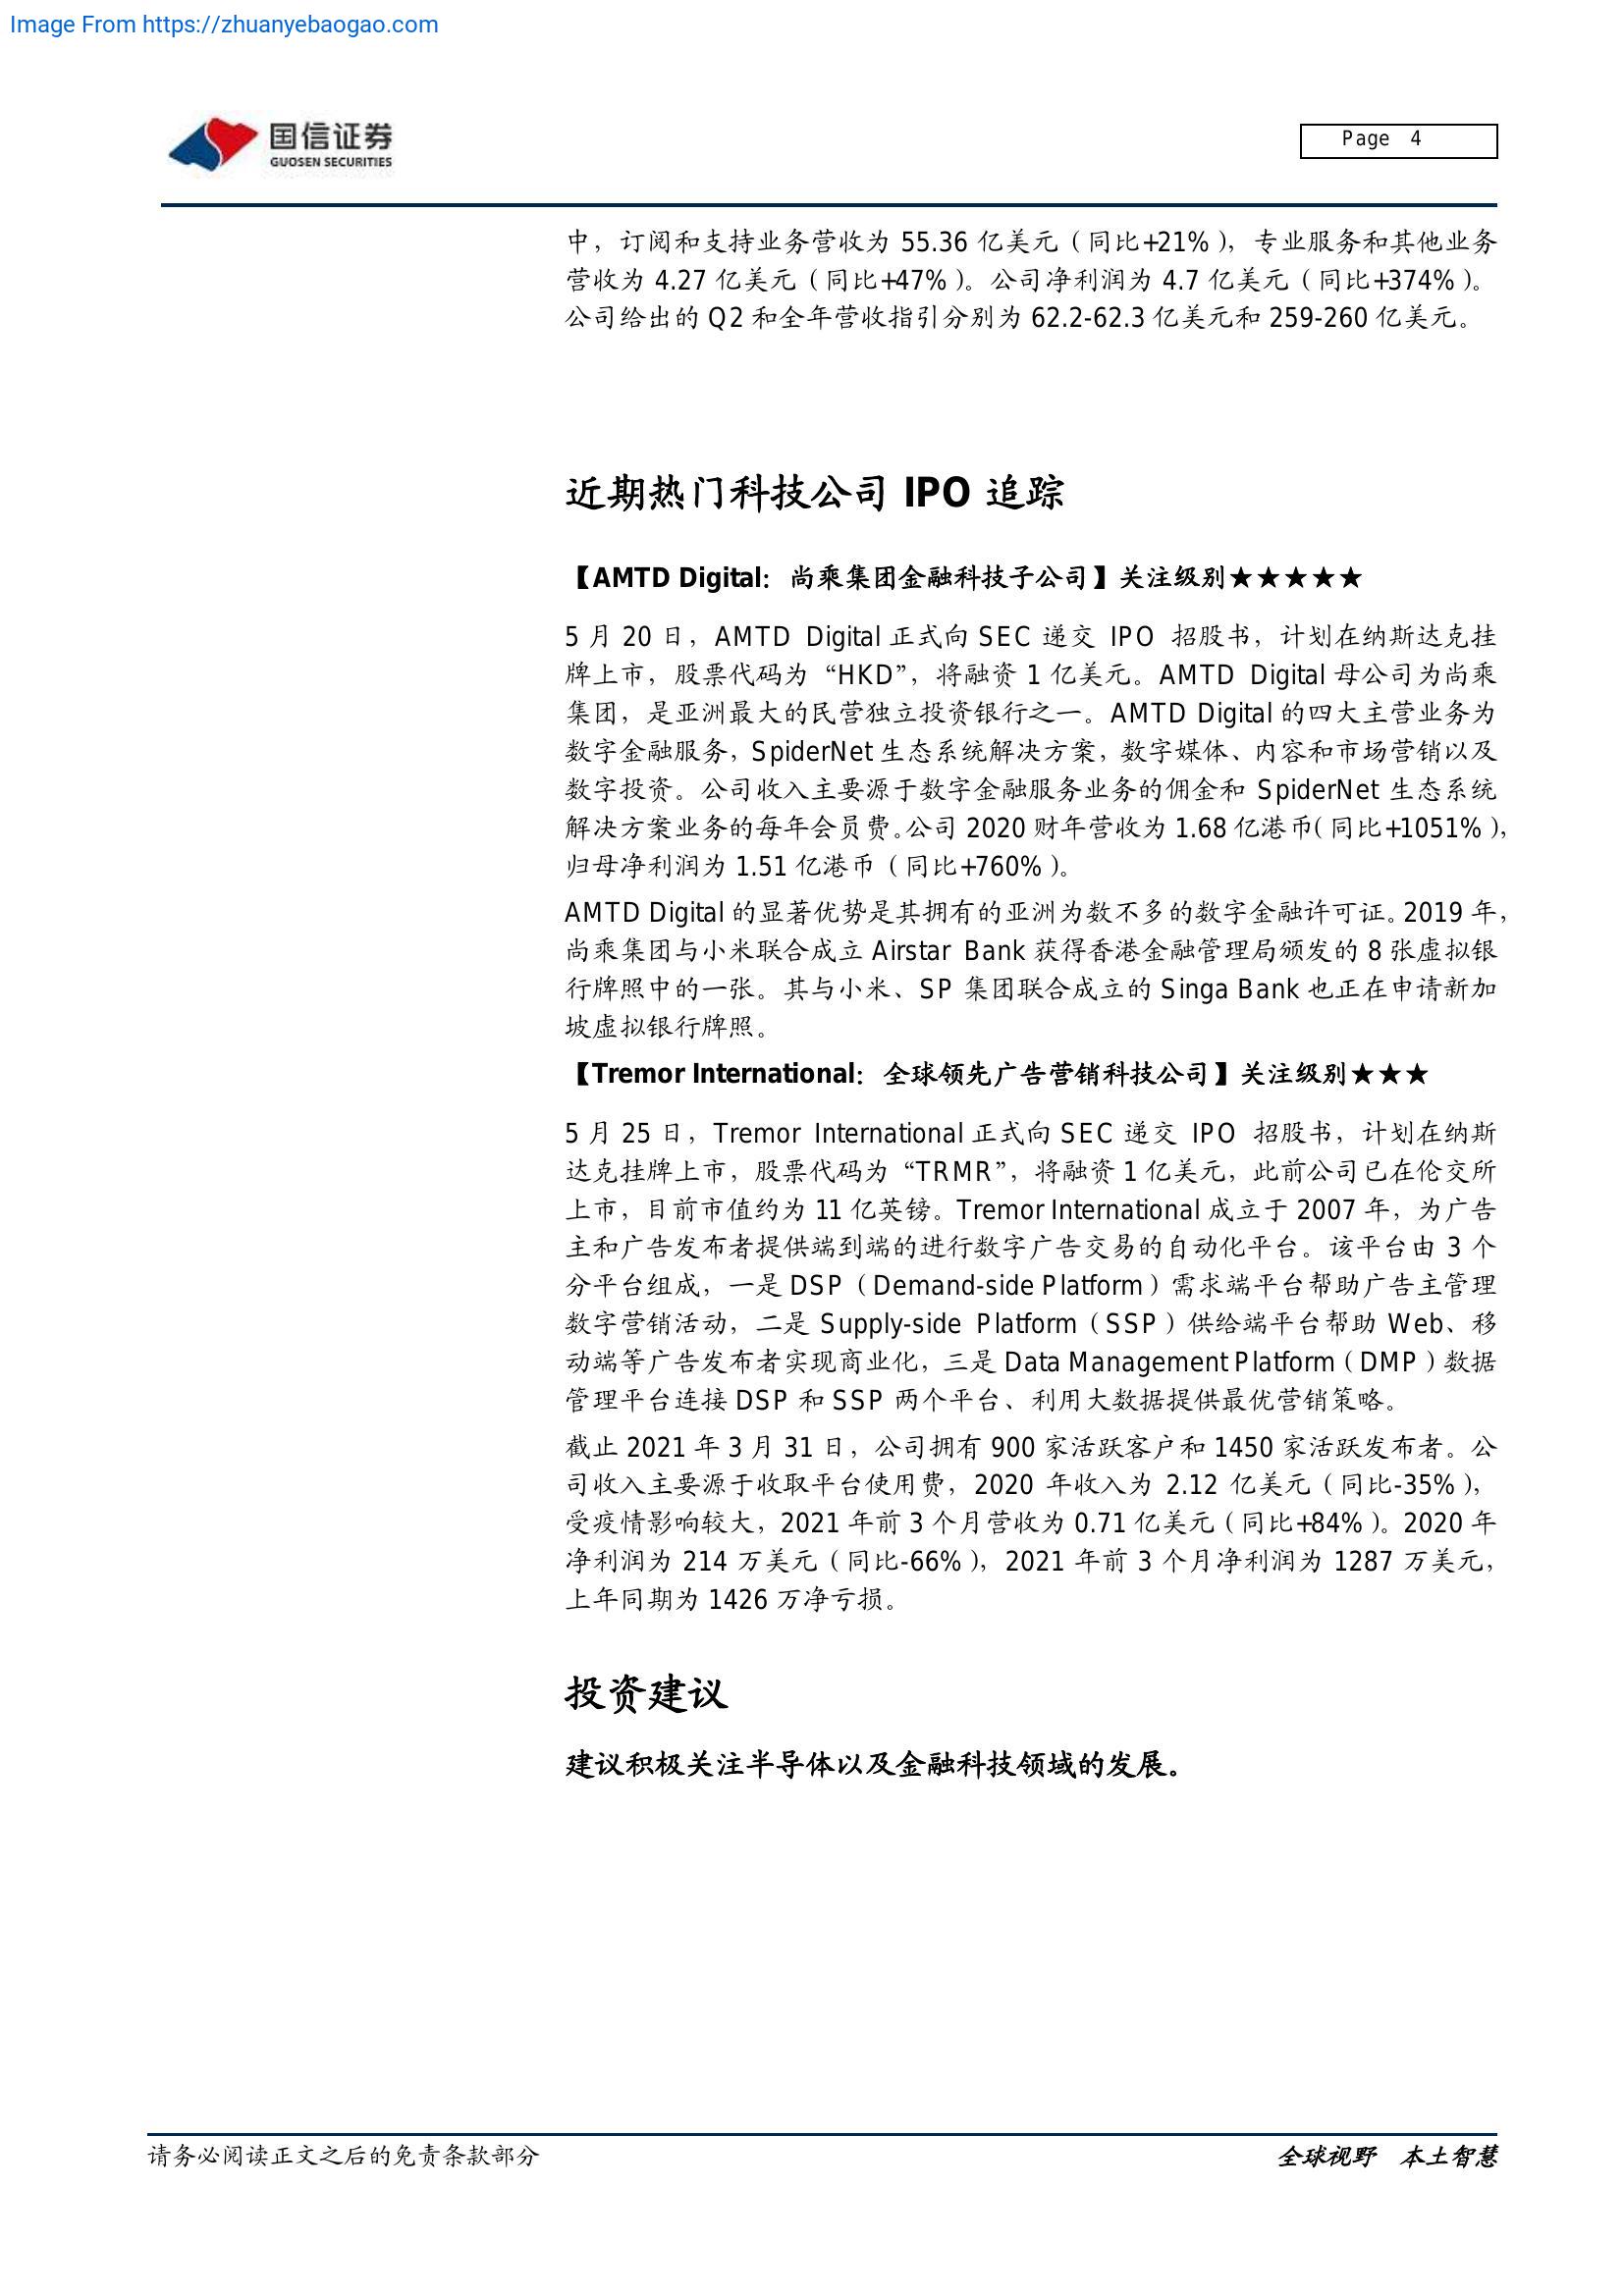 Image From https://zhuanyebaogao.com
国信证券
GUOSEN SECURITIES
Page 4
中，订阅和支持业务营收为 55.36 亿美元（同比+21%），专业服务和其他业务
营收为 4.27 亿美元（同比+47%）。公司净利润为 4.7 亿美元（同比+374%）。
公司给出的 Q2 和全年营收指引分别为 62.2-62.3 亿美元和 259-260 亿美元。
近期热门科技公司 IPO 追踪
【AMTD Digital：尚乘集团金融科技子公司】关注级别★★★★★
5 月 20 日，AMTD Digital 正式向 SEC 递交 IPO 招股书，计划在纳斯达克挂
牌上市，股票代码为“HKD”，将融资 1 亿美元。AMTD Digital 母公司为尚乘
集团，是亚洲最大的民营独立投资银行之一。AMTD Digital 的四大主营业务为
数字金融服务，SpiderNet 生态系统解决方案，数字媒体、内容和市场营销以及
数字投资。公司收入主要源于数字金融服务业务的佣金和 SpiderNet 生态系统
解决方案业务的每年会员费。公司 2020 财年营收为 1.68 亿港币（同比+1051%），
归母净利润为 1.51 亿港币（同比+760%）。
AMTD Digital 的显著优势是其拥有的亚洲为数不多的数字金融许可证。2019 年，
尚乘集团与小米联合成立 Airstar Bank 获得香港金融管理局颁发的 8 张虚拟银
行牌照中的一张。其与小米、SP 集团联合成立的 Singa Bank 也正在申请新加
坡虚拟银行牌照。
【Tremor International：全球领先广告营销科技公司】关注级别★★★
5 月 25 日，Tremor International 正式向 SEC 递交 IPO 招股书，计划在纳斯
达克挂牌上市，股票代码为“TRMR”，将融资 1 亿美元，此前公司已在伦交所
上市，目前市值约为 11 亿英镑。Tremor International 成立于 2007 年，为广告
主和广告发布者提供端到端的进行数字广告交易的自动化平台。该平台由 3 个
分平台组成，一是 DSP（Demand-side Platform）需求端平台帮助广告主管理
数字营销活动，二是 Supply-side Platform（SSP）供给端平台帮助 Web、移
动端等广告发布者实现商业化，三是 Data Management Platform（DMP）数据
管理平台连接 DSP 和 SSP 两个平台、利用大数据提供最优营销策略。
截止 2021 年 3 月 31 日，公司拥有 900 家活跃客户和 1450 家活跃发布者。公
司收入主要源于收取平台使用费，2020 年收入为 2.12 亿美元（同比-35%），
受疫情影响较大，2021 年前 3 个月营收为 0.71 亿美元（同比+84%）。2020 年
净利润为 214 万美元（同比-66%），2021 年前 3 个月净利润为 1287 万美元，
上年同期为 1426 万净亏损。
投资建议
建议积极关注半导体以及金融科技领域的发展。
请务必阅读正文之后的免责条款部分
全球视野 本土智慧